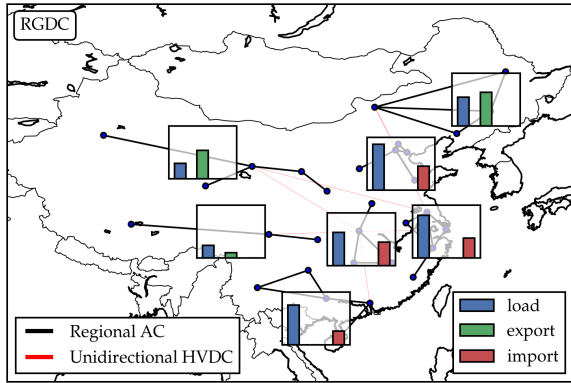 RGDC
Regional AC
Unidirectional HVDC
load
export
import